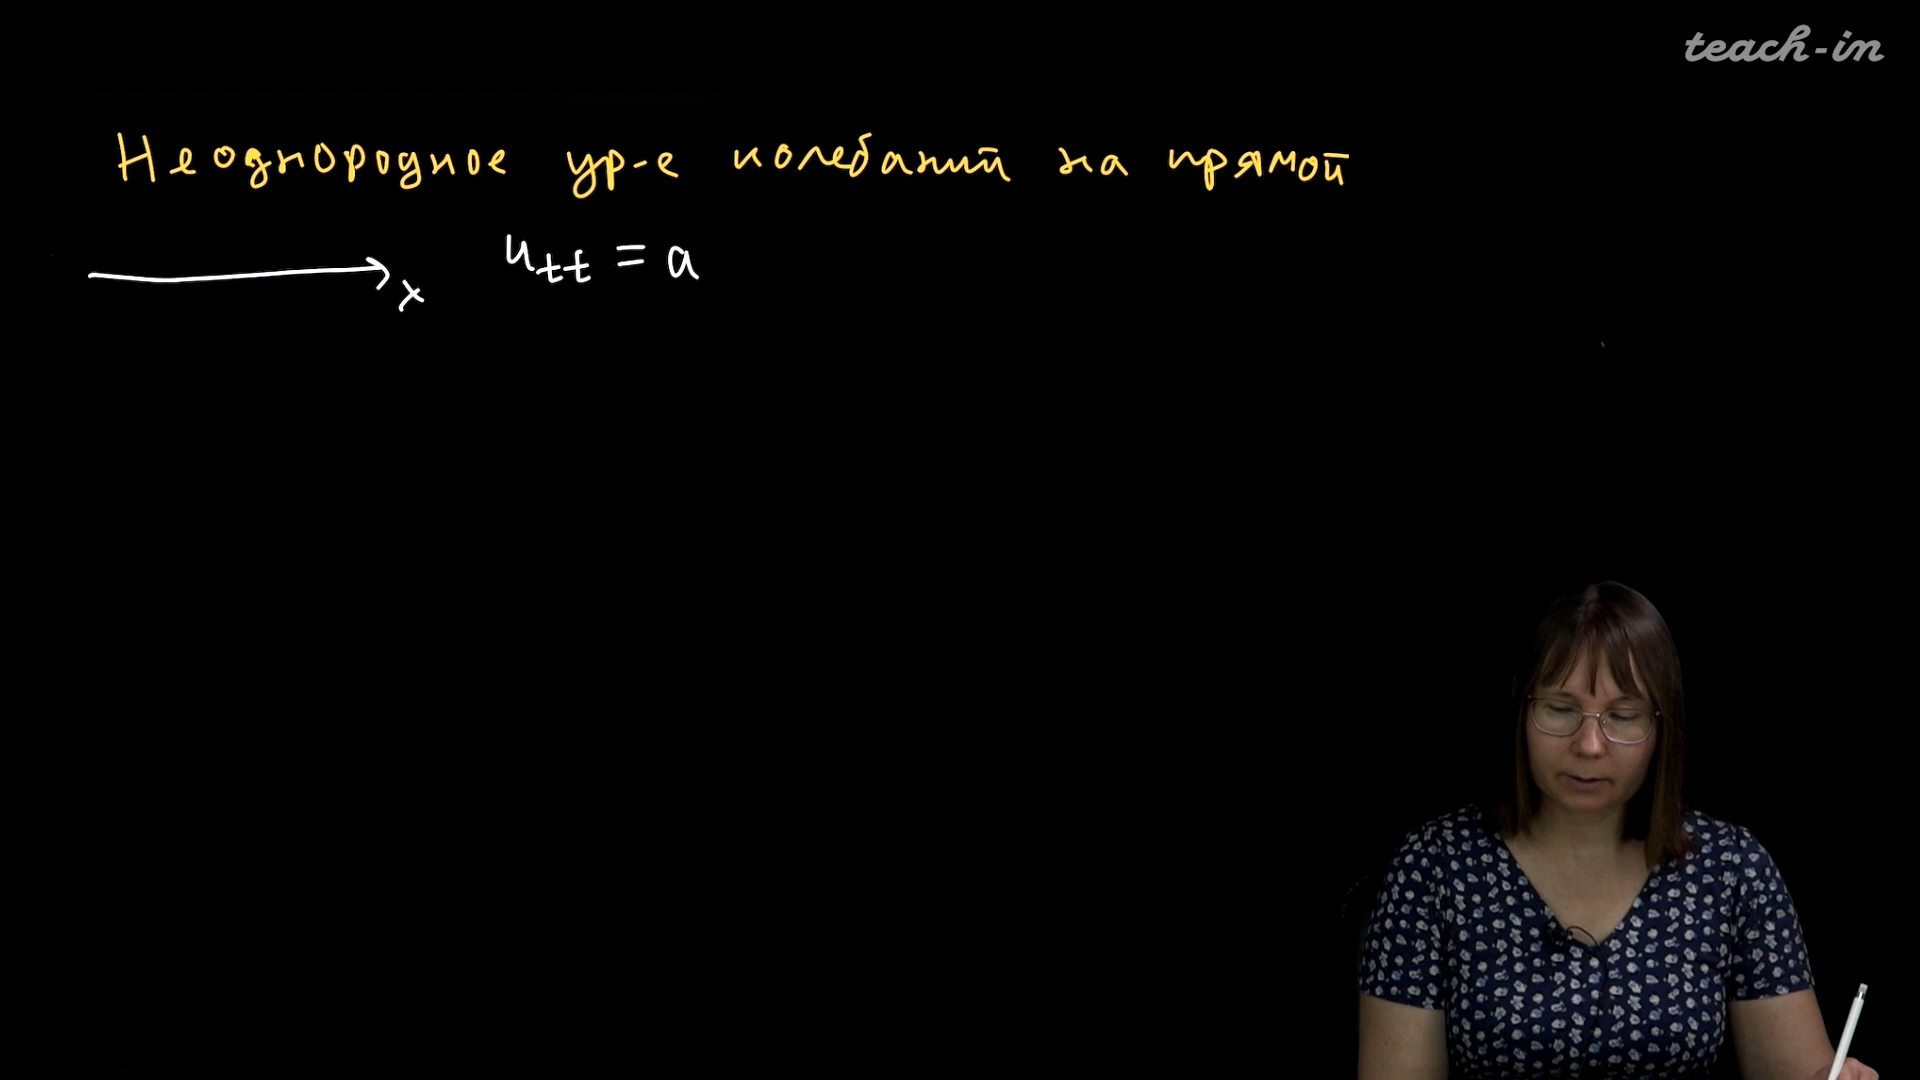 teach-in
Неоднородное ур-е колебаний на прямой
x u_tt = a